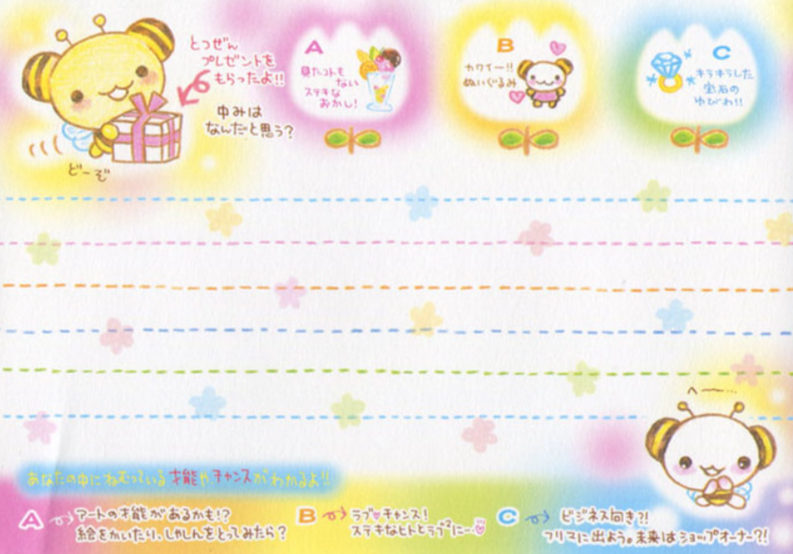 とつぜん
プレゼントを
もらったよ!!
中みは
なんだと思う?
どーぞ
A
見たコトも
ない
ステキな
おかし!
B
カワイー!!
ぬいぐるみ
C
キラキラした
宝石の
ゆびわ!!
へ〜…
あなたの中にねむっている才能やチャンスがわかるよ!!
A アートの才能があるかも!?
絵をかいたり、しゃしんをとってみたら?
B ラブ♥チャンス!
ステキなヒトとラブ²に…
C ビジネス向き?!
フリマに出よう。未来はショップオーナー?!